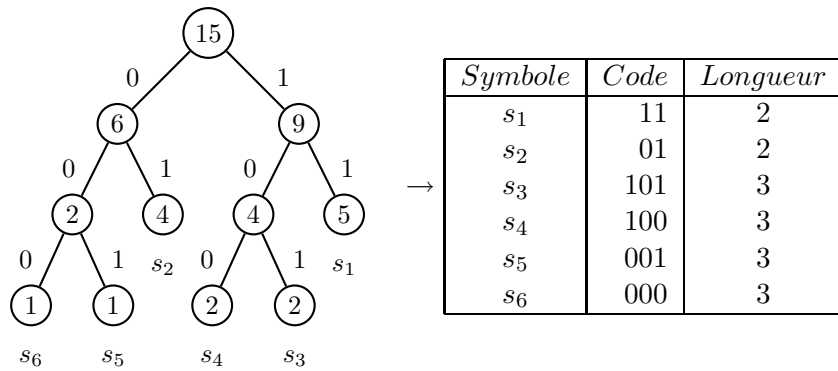 15
0 1
6 9
0 1 0 1
2 4 4 5
0 1 s₂ 0 1 s₁
1 1 2 2
s₆ s₅ s₄ s₃
→
Symbole Code Longueur
s₁ 11 2
s₂ 01 2
s₃ 101 3
s₄ 100 3
s₅ 001 3
s₆ 000 3